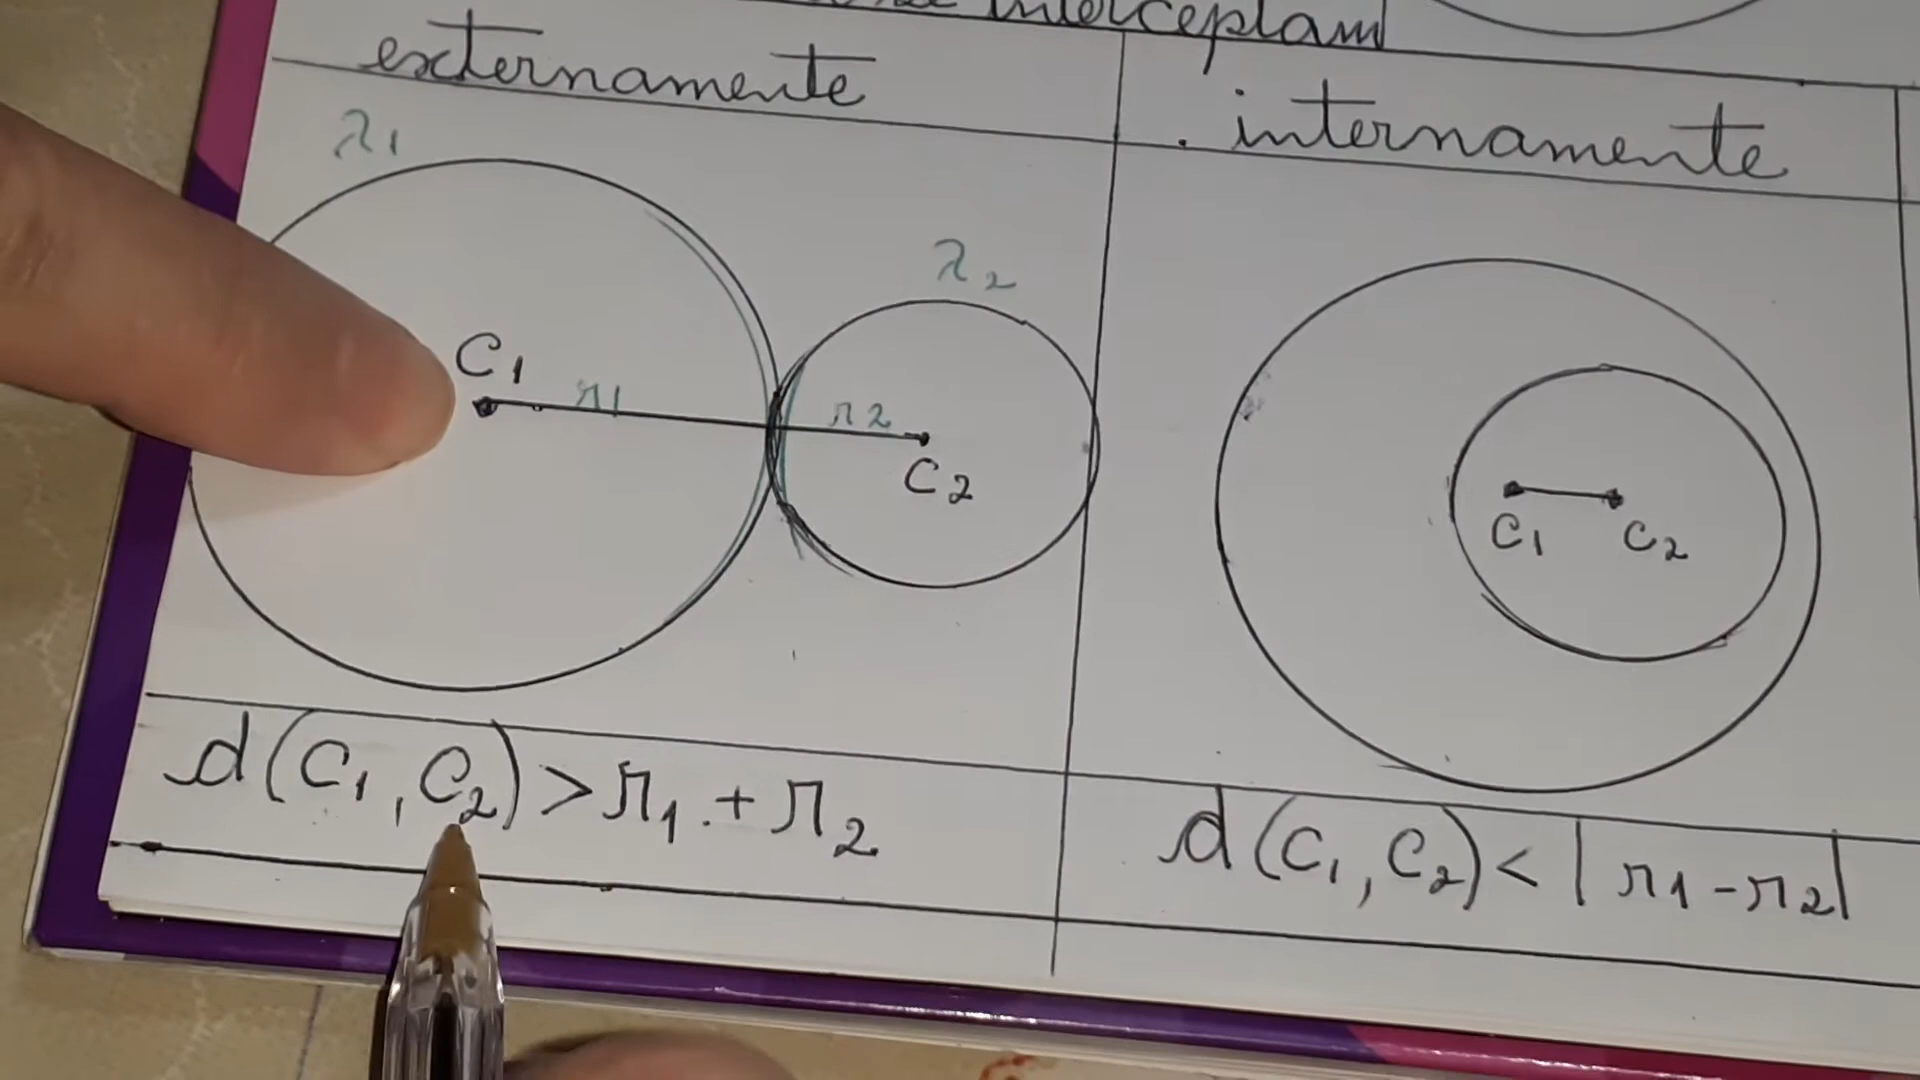 interceptam
externamente
. internamente
λ1
λ2
C1
r1
r2
C2
C1
C2
d(C1,C2)>r1+r2
d(C1,C2)<|r1-r2|